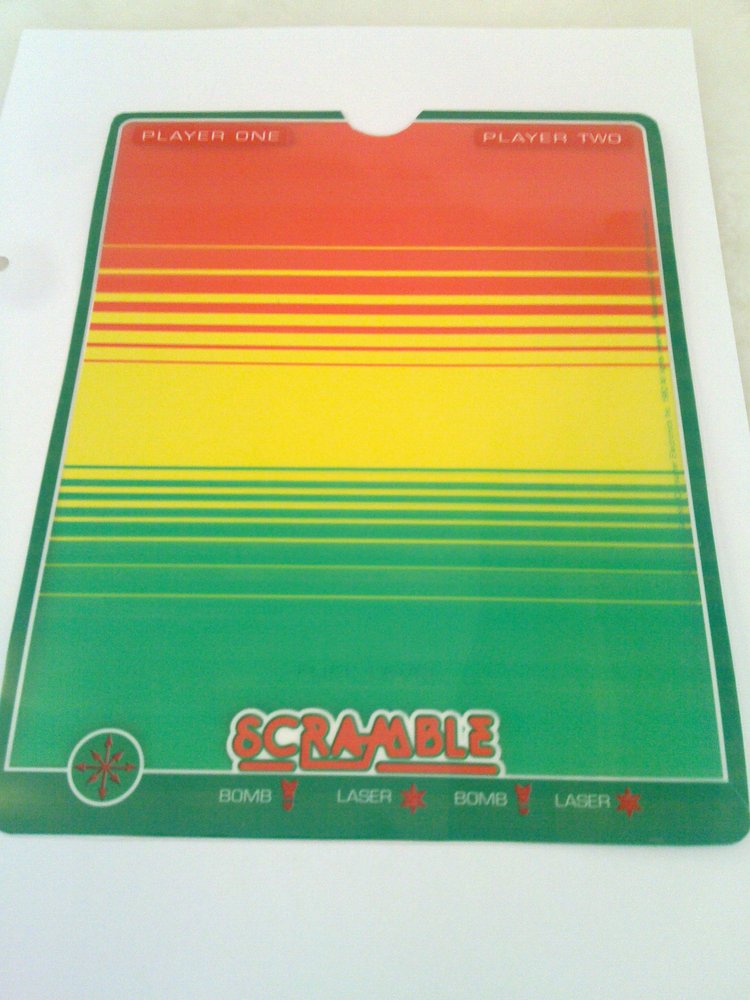 PLAYER ONE PLAYER TWO
SCRAMBLE
BOMB LASER BOMB LASER